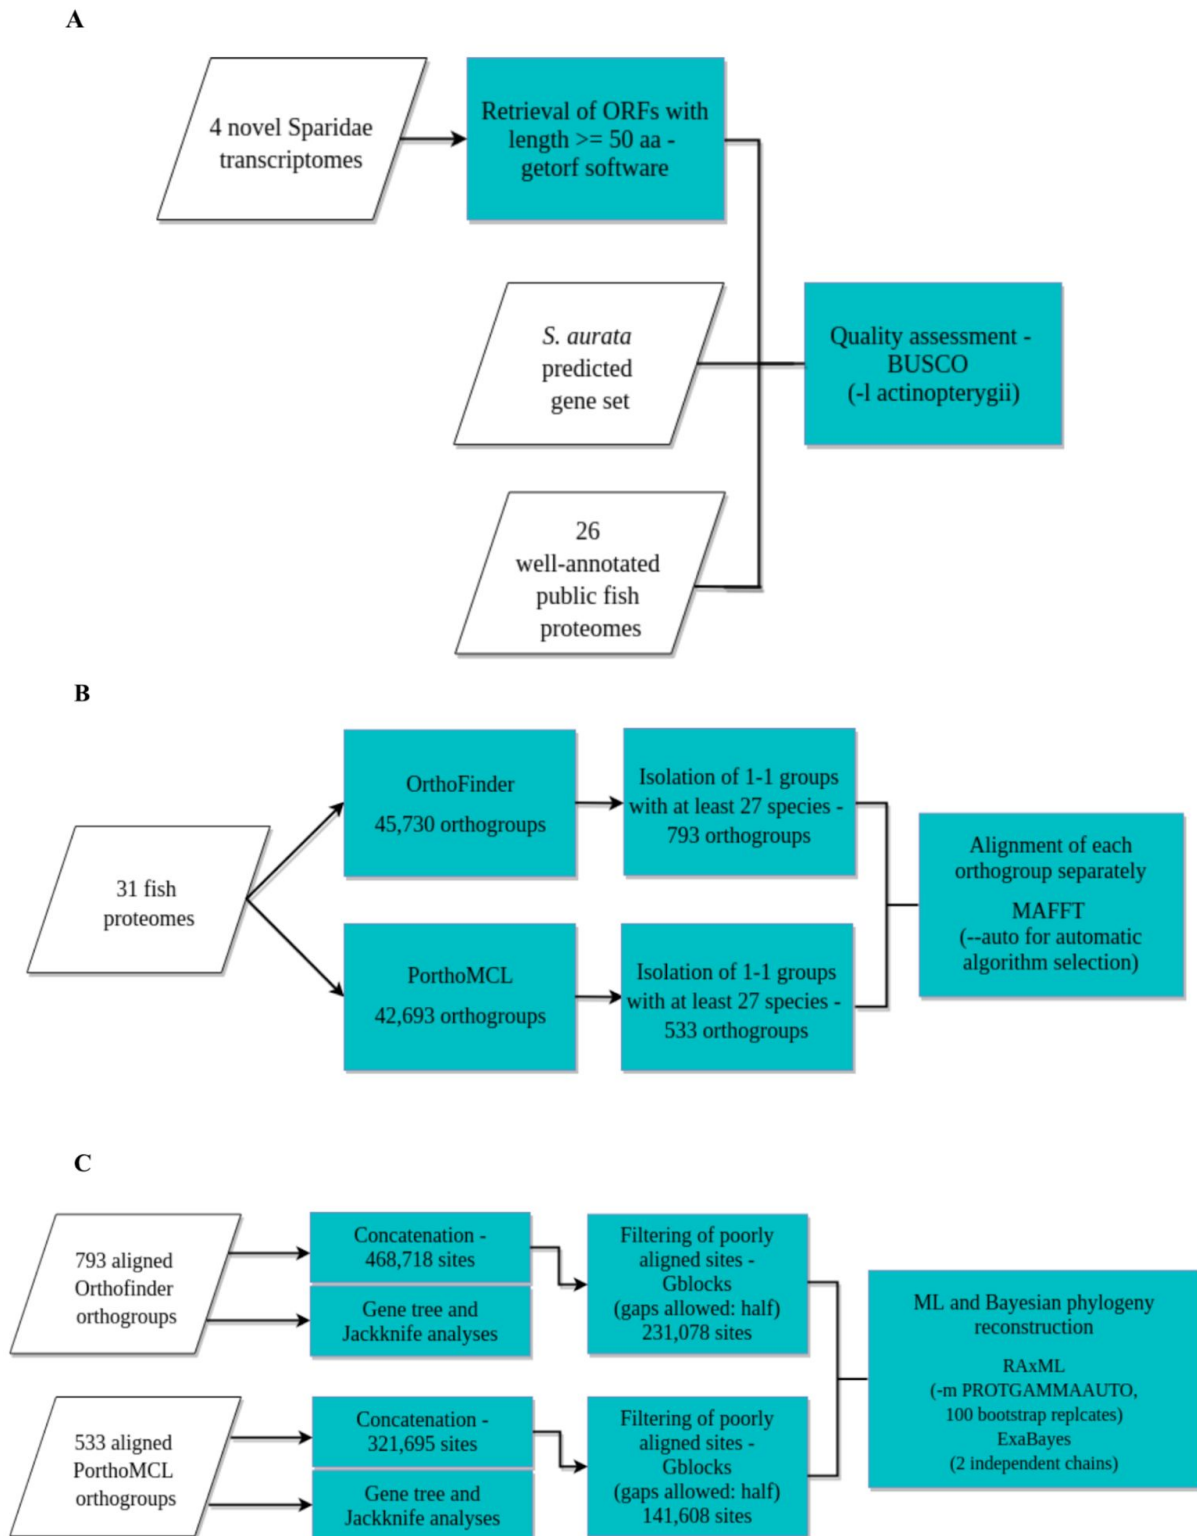 A
4 novel Sparidae
transcriptomes
Retrieval of ORFs with
length >= 50 aa -
getorf software
S. aurata
predicted
gene set
Quality assessment -
BUSCO
(-l actinopterygii)
26
well-annotated
public fish
proteomes
B
31 fish
proteomes
OrthoFinder
45,730 orthogroups
Isolation of 1-1 groups
with at least 27 species -
793 orthogroups
PorthoMCL
42,693 orthogroups
Isolation of 1-1 groups
with at least 27 species -
533 orthogroups
Alignment of each
orthogroup separately
MAFFT
(--auto for automatic
algorithm selection)
C
793 aligned
Orthofinder
orthogroups
Concatenation -
468,718 sites
Gene tree and
Jackknife analyses
Filtering of poorly
aligned sites -
Gblocks
(gaps allowed: half)
231,078 sites
533 aligned
PorthoMCL
orthogroups
Concatenation -
321,695 sites
Gene tree and
Jackknife analyses
Filtering of poorly
aligned sites -
Gblocks
(gaps allowed: half)
141,608 sites
ML and Bayesian phylogeny
reconstruction
RAxML
(-m PROTGAMMAAUTO,
100 bootstrap replcates)
ExaBayes
(2 independent chains)